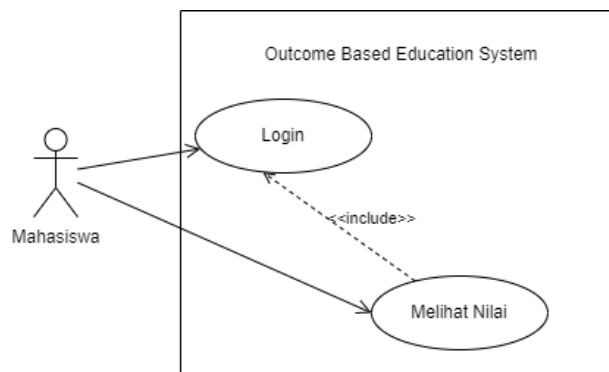 Outcome Based Education System
Login
<<include>>
Mahasiswa
Melihat Nilai